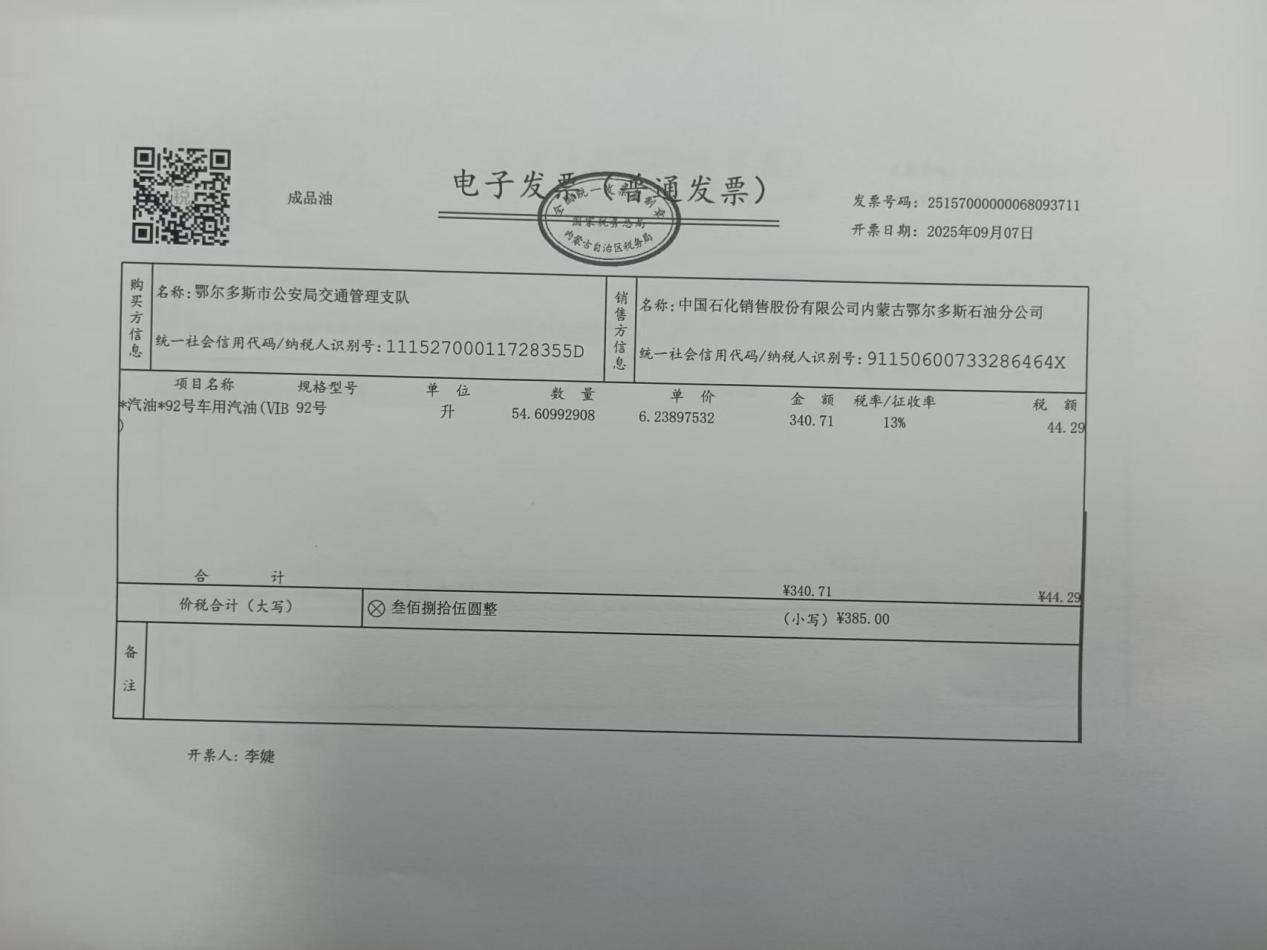 电子发票（普通发票）
成品油
税
全国统一发票监制章
国家税务总局
内蒙古自治区税务局
发票号码：25157000000068093711
开票日期：2025年09月07日
购买方信息
名称：鄂尔多斯市公安局交通管理支队
统一社会信用代码/纳税人识别号：11152700011728355D
销售方信息
名称：中国石化销售股份有限公司内蒙古鄂尔多斯石油分公司
统一社会信用代码/纳税人识别号：91150600733286464X
项目名称 规格型号 单位 数量 单价 金额 税率/征收率 税额
*汽油*92号车用汽油(VIB 92号 升 54.60992908 6.23897532 340.71 13% 44.29
)
合计 ¥340.71 ¥44.29
价税合计（大写） 叁佰捌拾伍圆整 （小写）¥385.00
备注
开票人：李婕